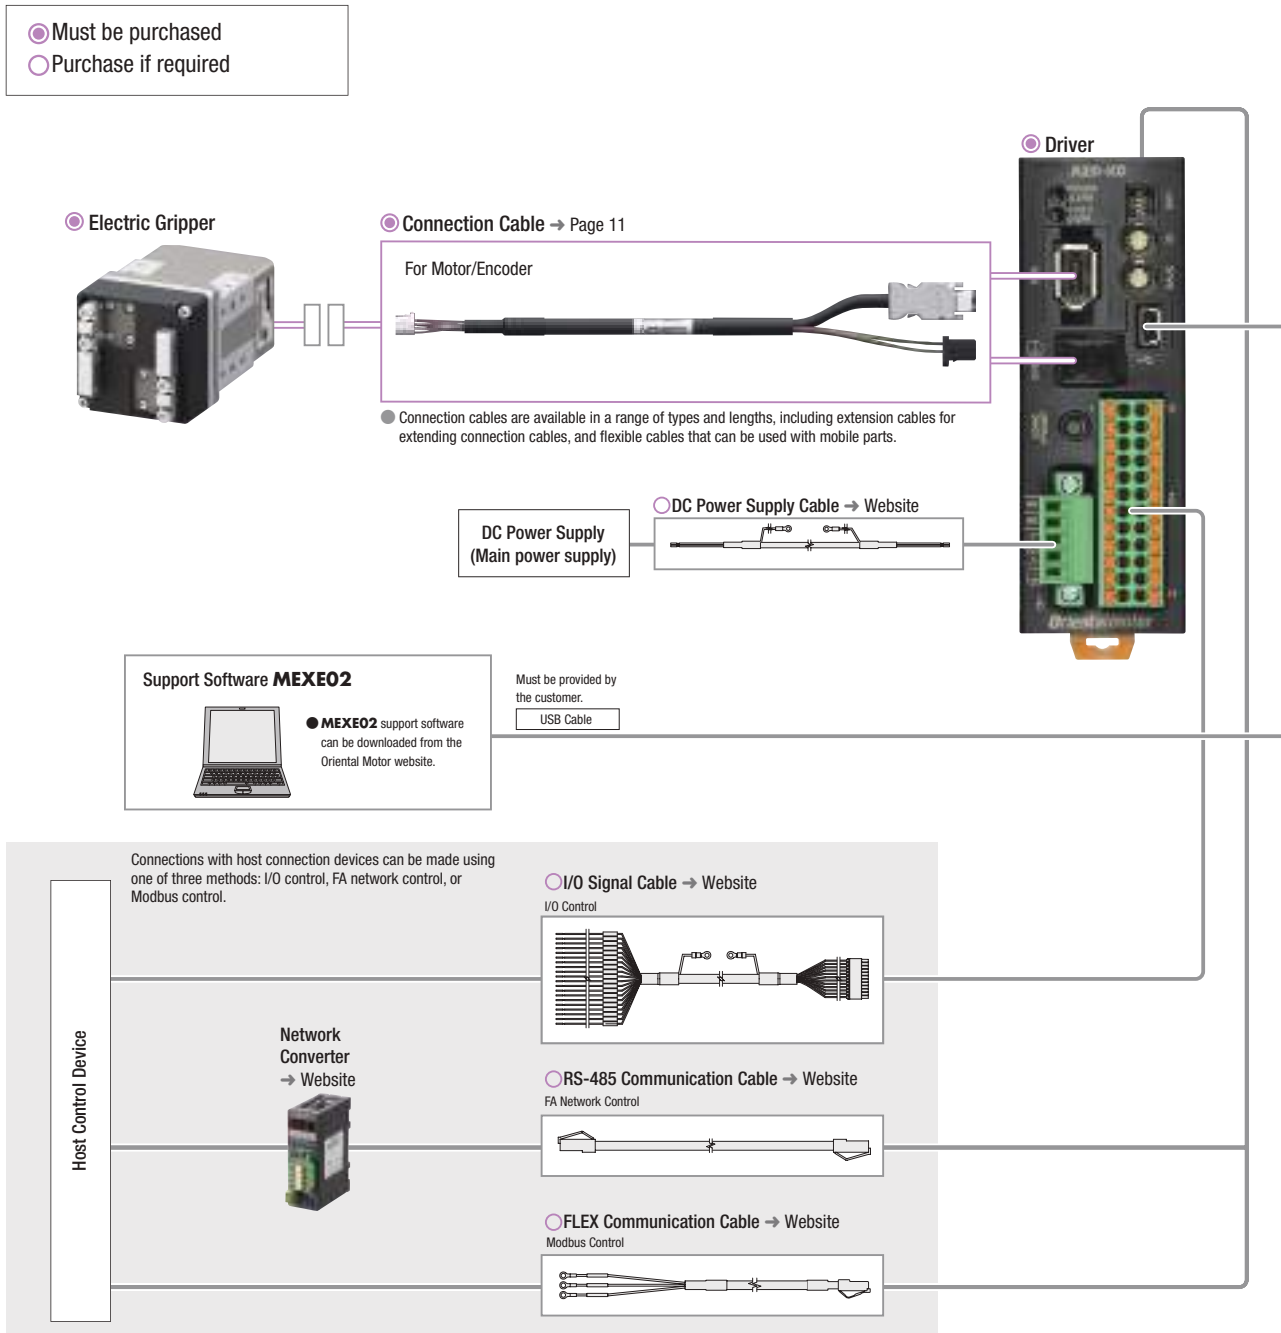 Must be purchased
Purchase if required
Driver
Electric Gripper
Connection Cable → Page 11
For Motor/Encoder
Connection cables are available in a range of types and lengths, including extension cables for
extending connection cables, and flexible cables that can be used with mobile parts.
DC Power Supply Cable → Website
DC Power Supply
(Main power supply)
Support Software MEXE02
MEXE02 support software
can be downloaded from the
Oriental Motor website.
Must be provided by
the customer.
USB Cable
Connections with host connection devices can be made using
one of three methods: I/O control, FA network control, or
Modbus control.
Host Control Device
I/O Signal Cable → Website
I/O Control
Network
Converter
→ Website
RS-485 Communication Cable → Website
FA Network Control
FLEX Communication Cable → Website
Modbus Control